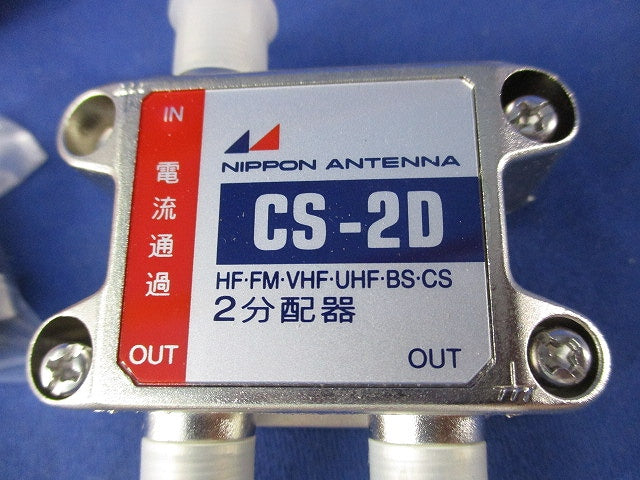 IN
電流通過
OUT
NIPPON ANTENNA
CS-2D
HF·FM·VHF·UHF·BS·CS
2分配器
OUT